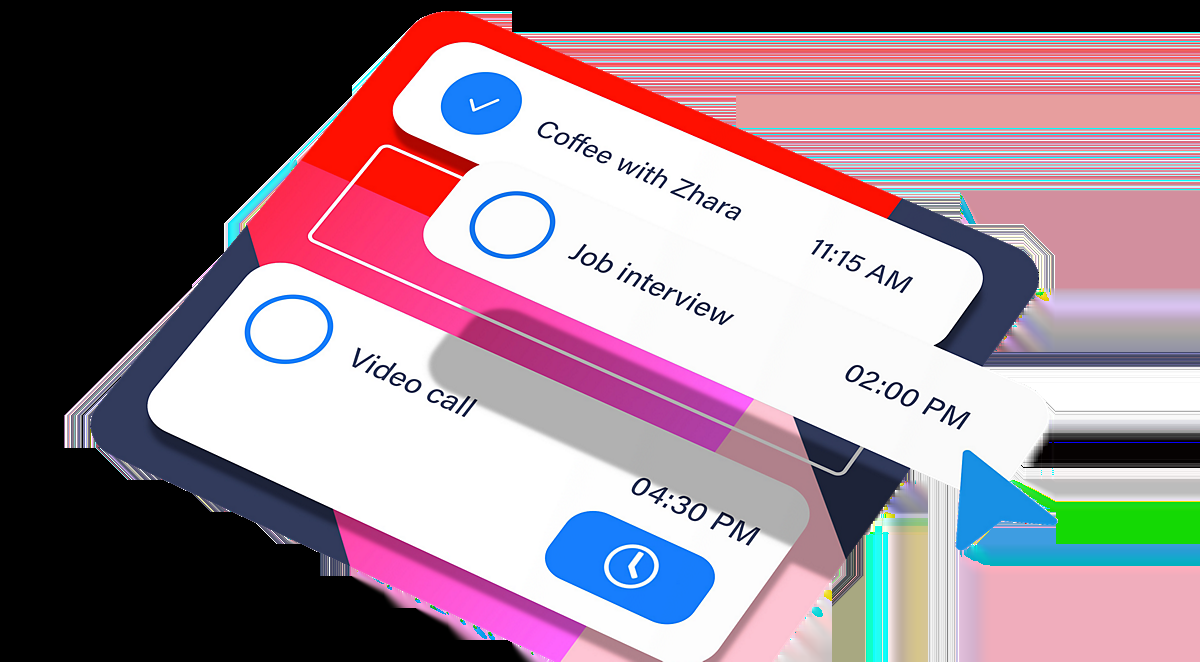 Coffee with Zhara
11:15 AM
Job interview
02:00 PM
Video call
04:30 PM